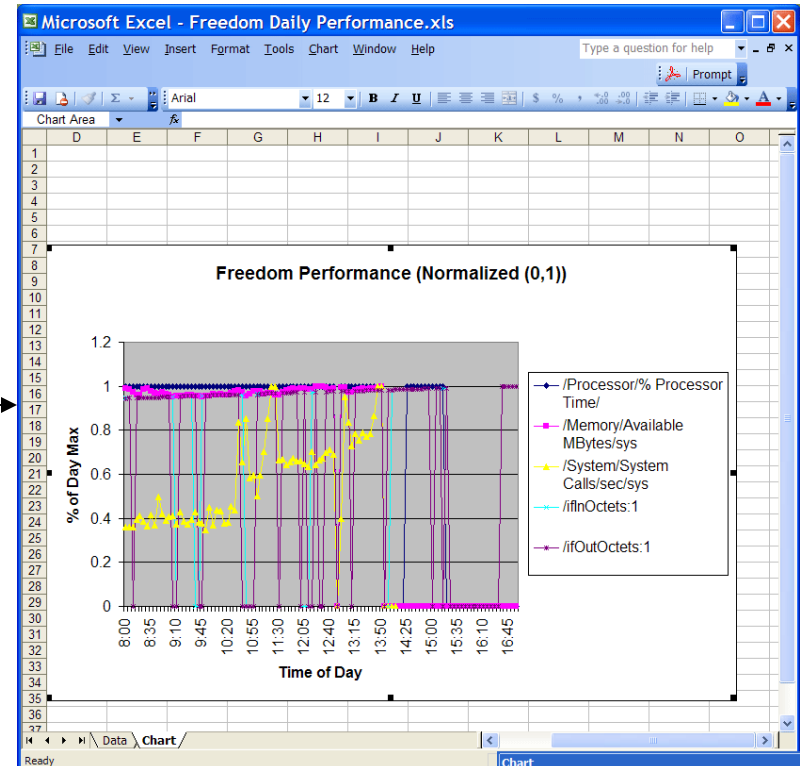 Microsoft Excel - Freedom Daily Performance.xls
File Edit View Insert Format Tools Chart Window Help
Type a question for help
Prompt
Arial 12 B I U $ % ,
Chart Area fx
D E F G H I J K L M N O
1
2
3
4
5
6
7
8
9
10
11
12
13
14
15
16
17
18
19
20
21
22
23
24
25
26
27
28
29
30
31
32
33
34
35
36
37
Freedom Performance (Normalized (0,1))
% of Day Max
1.2
1
0.8
0.6
0.4
0.2
0
8:00 8:35 9:10 9:45 10:20 10:55 11:30 12:05 12:40 13:15 13:50 14:25 15:00 15:35 16:10 16:45
Time of Day
/Processor/% Processor
Time/
/Memory/Available
MBytes/sys
/System/System
Calls/sec/sys
/ifInOctets:1
/ifOutOctets:1
Data Chart
Ready
Chart